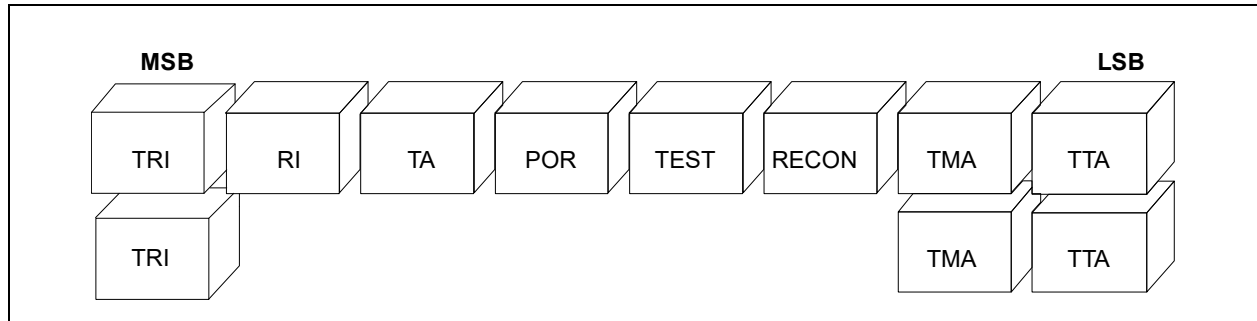 MSB LSB
TRI RI TA POR TEST RECON TMA TTA
TRI TMA TTA